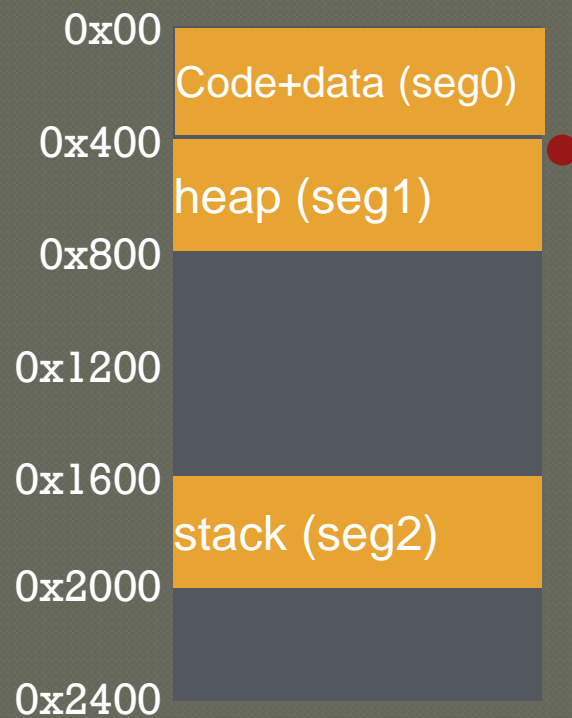 0x00
Code+data (seg0)
0x400
heap (seg1)
0x800
0x1200
0x1600
stack (seg2)
0x2000
0x2400